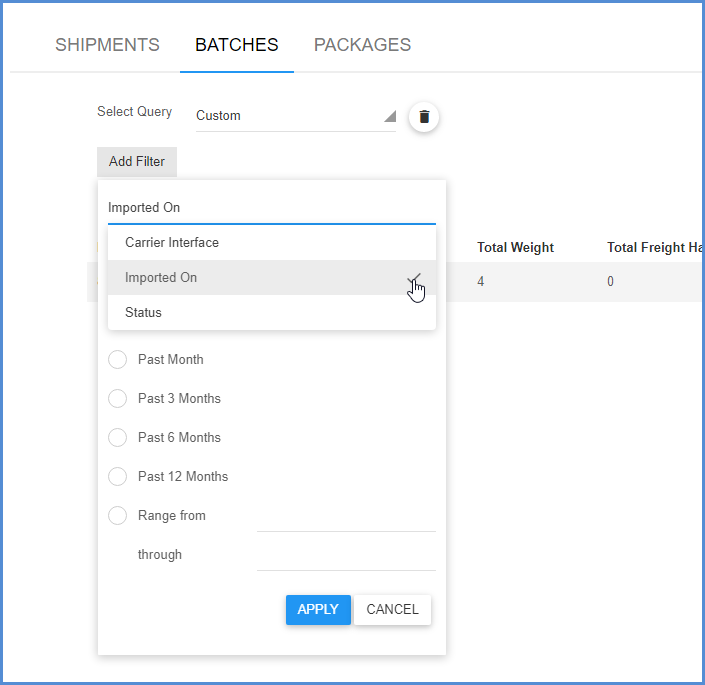 SHIPMENTS BATCHES PACKAGES
Select Query Custom
Add Filter
Imported On
Total Weight Total Freight Ha
Carrier Interface
Imported On 4 0
Status
Past Month
Past 3 Months
Past 6 Months
Past 12 Months
Range from
through
APPLY CANCEL